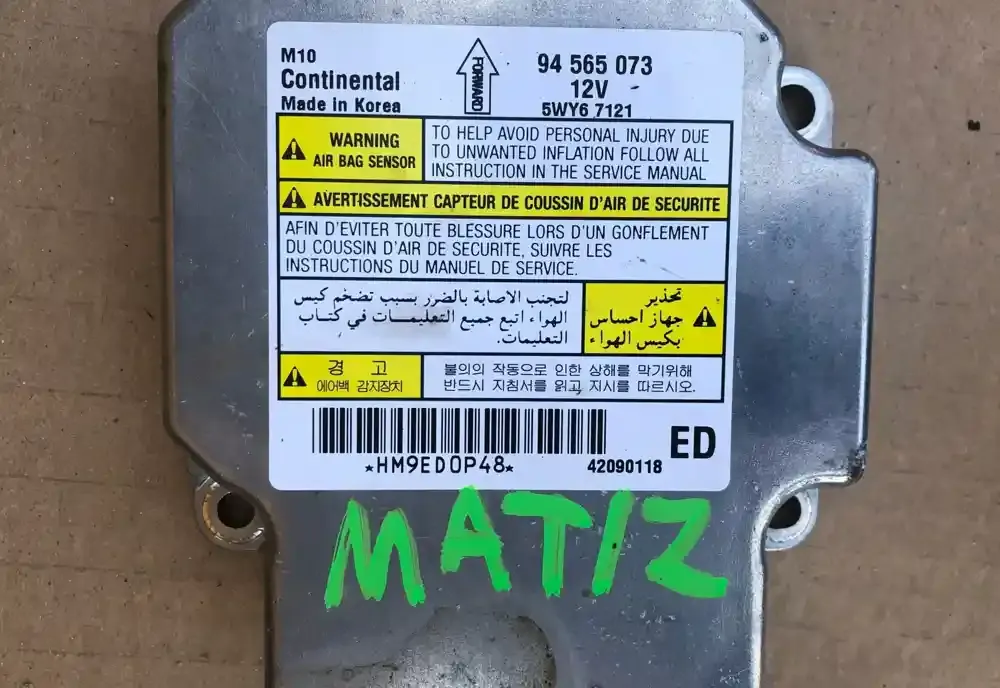 M10
Continental
Made in Korea
FORWARD
94 565 073
12V
5WY6 7121
WARNING
AIR BAG SENSOR
TO HELP AVOID PERSONAL INJURY DUE
TO UNWANTED INFLATION FOLLOW ALL
INSTRUCTION IN THE SERVICE MANUAL
AVERTISSEMENT CAPTEUR DE COUSSIN D'AIR DE SECURITE
AFIN D'EVITER TOUTE BLESSURE LORS D'UN GONFLEMENT
DU COUSSIN D'AIR DE SECURITE, SUIVRE LES
INSTRUCTIONS DU MANUEL DE SERVICE.
تحذير
جهاز احساس
بكيس الهواء
لتجنب الاصابة بالضرر بسبب تضخم كيس
الهواء اتبع جميع التعليمــات في كتــاب
التعليمات.
경 고
에어백 감지장치
불의의 작동으로 인한 상해를 막기위해
반드시 지침서를 읽고 지시를 따르시오.
*HM9ED0P48*
42090118
ED
MATIZ